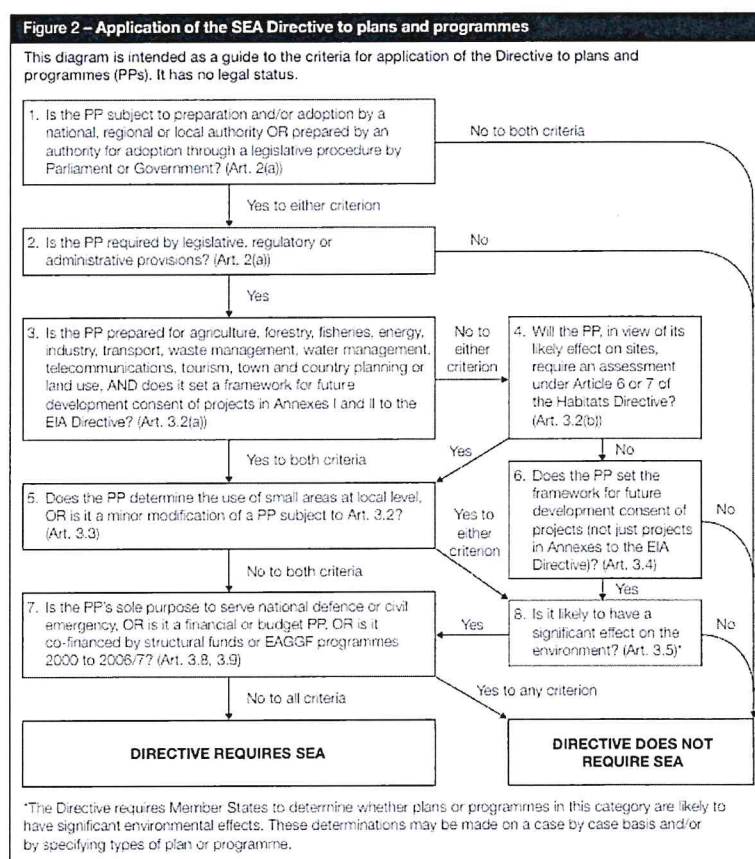 Figure 2 – Application of the SEA Directive to plans and programmes
This diagram is intended as a guide to the criteria for application of the Directive to plans and
programmes (PPs). It has no legal status.
1. Is the PP subject to preparation and/or adoption by a
national, regional or local authority OR prepared by an
authority for adoption through a legislative procedure by
Parliament or Government? (Art. 2(a))
No to both criteria
Yes to either criterion
2. Is the PP required by legislative, regulatory or
administrative provisions? (Art. 2(a))
No
Yes
3. Is the PP prepared for agriculture, forestry, fisheries, energy,
industry, transport, waste management, water management,
telecommunications, tourism, town and country planning or
land use, AND does it set a framework for future
development consent of projects in Annexes I and II to the
EIA Directive? (Art. 3.2(a))
No to
either
criterion
4. Will the PP, in view of its
likely effect on sites,
require an assessment
under Article 6 or 7 of
the Habitats Directive?
(Art. 3.2(b))
Yes to both criteria
Yes
No
5. Does the PP determine the use of small areas at local level,
OR is it a minor modification of a PP subject to Art. 3.2?
(Art. 3.3)
Yes to
either
criterion
6. Does the PP set the
framework for future
development consent of
projects (not just projects
in Annexes to the EIA
Directive)? (Art. 3.4)
No
No to both criteria
Yes
7. Is the PP's sole purpose to serve national defence or civil
emergency, OR is it a financial or budget PP, OR is it
co-financed by structural funds or EAGGF programmes
2000 to 2006/7? (Art. 3.8, 3.9)
Yes
8. Is it likely to have a
significant effect on the
environment? (Art. 3.5)*
No
No to all criteria
Yes to any criterion
DIRECTIVE REQUIRES SEA
DIRECTIVE DOES NOT
REQUIRE SEA
*The Directive requires Member States to determine whether plans or programmes in this category are likely to
have significant environmental effects. These determinations may be made on a case by case basis and/or
by specifying types of plan or programme.